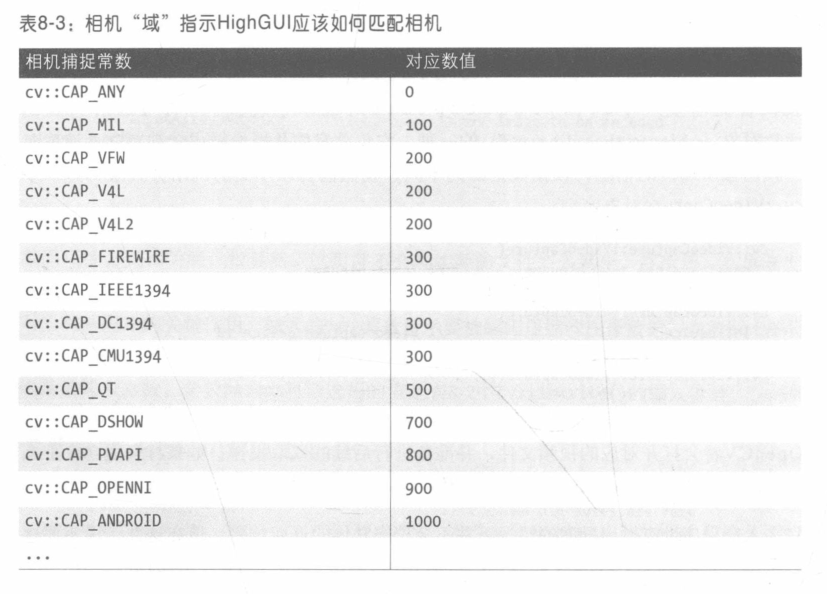 表8-3：相机“域”指示HighGUI应该如何匹配相机
相机捕捉常数 对应数值
cv::CAP_ANY 0
cv::CAP_MIL 100
cv::CAP_VFW 200
cv::CAP_V4L 200
cv::CAP_V4L2 200
cv::CAP_FIREWIRE 300
cv::CAP_IEEE1394 300
cv::CAP_DC1394 300
cv::CAP_CMU1394 300
cv::CAP_QT 500
cv::CAP_DSHOW 700
cv::CAP_PVAPI 800
cv::CAP_OPENNI 900
cv::CAP_ANDROID 1000
...